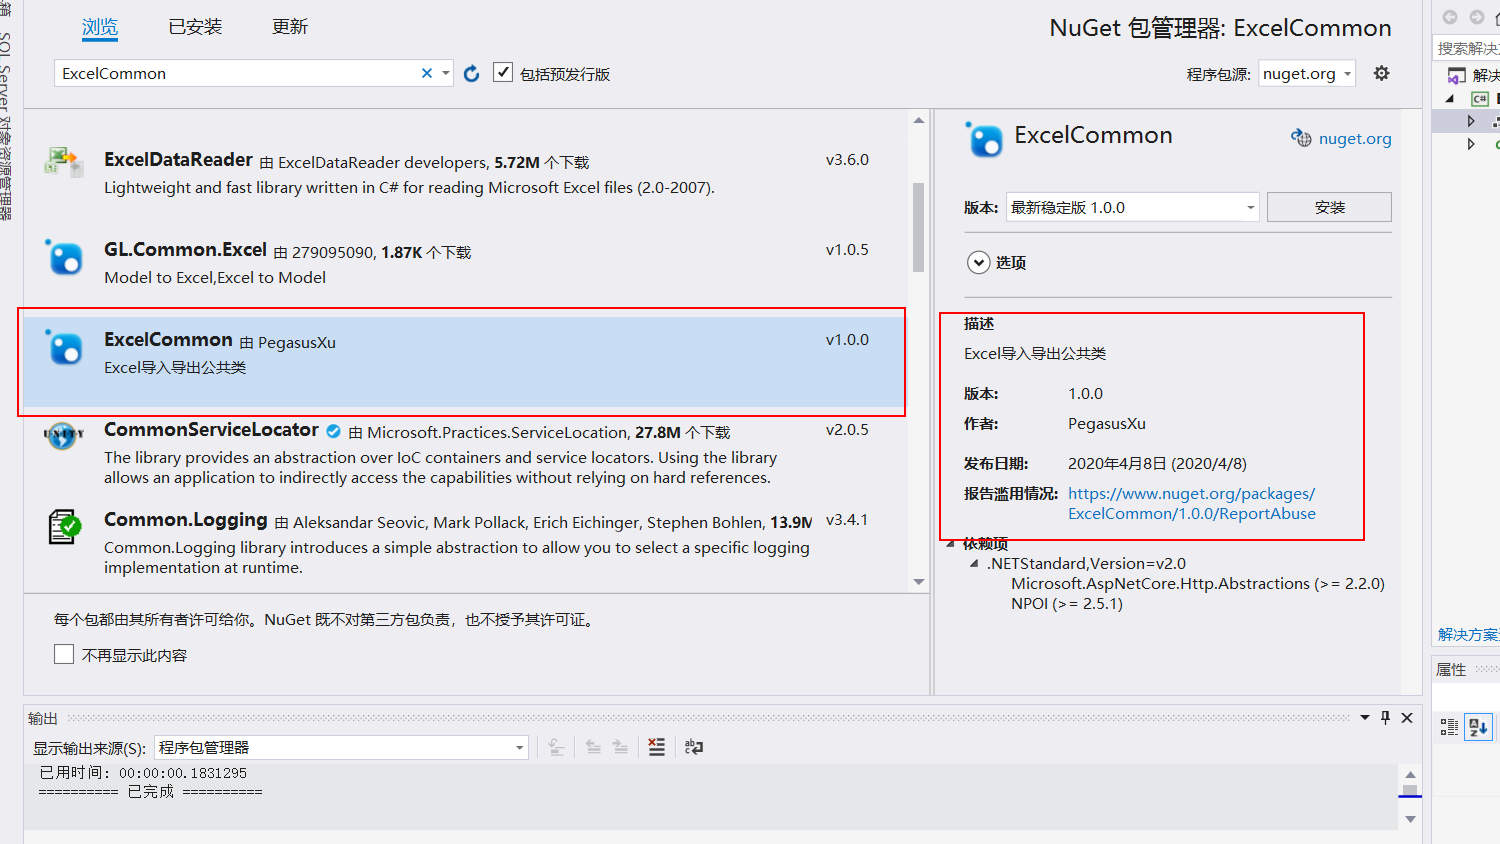 箱
SQL Server 对象资源管理器
浏览
已安装
更新
NuGet 包管理器: ExcelCommon
ExcelCommon
包括预发行版
程序包源:
nuget.org
ExcelDataReader 由 ExcelDataReader developers, 5.72M 个下载
v3.6.0
Lightweight and fast library written in C# for reading Microsoft Excel files (2.0-2007).
GL.Common.Excel 由 279095090, 1.87K 个下载
v1.0.5
Model to Excel,Excel to Model
ExcelCommon 由 PegasusXu
v1.0.0
Excel导入导出公共类
UNITY
CommonServiceLocator 由 Microsoft.Practices.ServiceLocation, 27.8M 个下载
v2.0.5
The library provides an abstraction over IoC containers and service locators. Using the library
allows an application to indirectly access the capabilities without relying on hard references.
Common.Logging 由 Aleksandar Seovic, Mark Pollack, Erich Eichinger, Stephen Bohlen, 13.9M
v3.4.1
Common.Logging library introduces a simple abstraction to allow you to select a specific logging
implementation at runtime.
每个包都由其所有者许可给你。NuGet 既不对第三方包负责，也不授予其许可证。
不再显示此内容
ExcelCommon
nuget.org
版本:
最新稳定版 1.0.0
安装
选项
描述
Excel导入导出公共类
版本:
1.0.0
作者:
PegasusXu
发布日期:
2020年4月8日 (2020/4/8)
报告滥用情况:
https://www.nuget.org/packages/
ExcelCommon/1.0.0/ReportAbuse
依赖项
.NETStandard,Version=v2.0
Microsoft.AspNetCore.Http.Abstractions (>= 2.2.0)
NPOI (>= 2.5.1)
输出
显示输出来源(S):
程序包管理器
已用时间: 00:00:00.1831295
========== 已完成 ==========
搜索解决方
解决
C#
解决方案资
属性